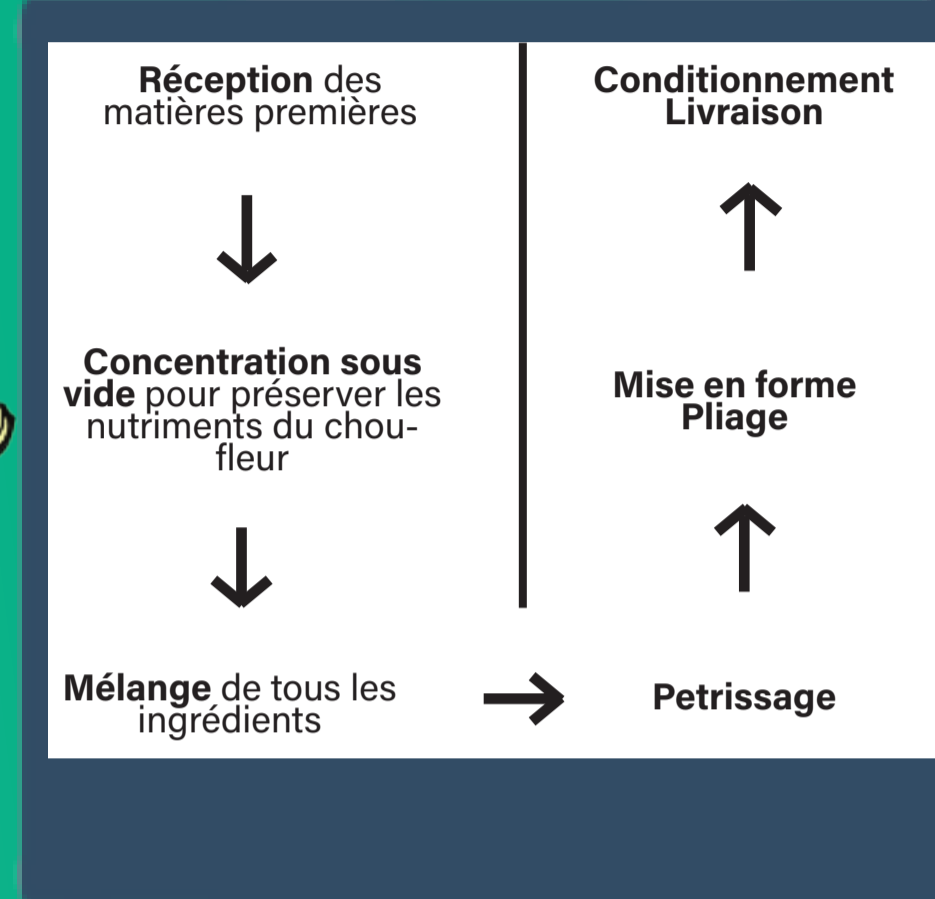 Réception des
matières premières
Concentration sous
vide pour préserver les
nutriments du chou-
fleur
Mélange de tous les
ingrédients
Petrissage
Mise en forme
Pliage
Conditionnement
Livraison